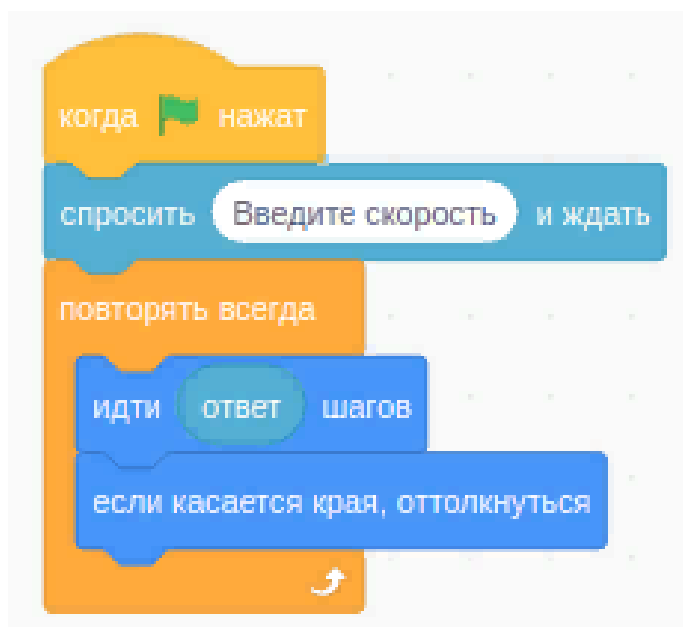 когда нажат
спросить Введите скорость и ждать
повторять всегда
идти ответ шагов
если касается края, оттолкнуться